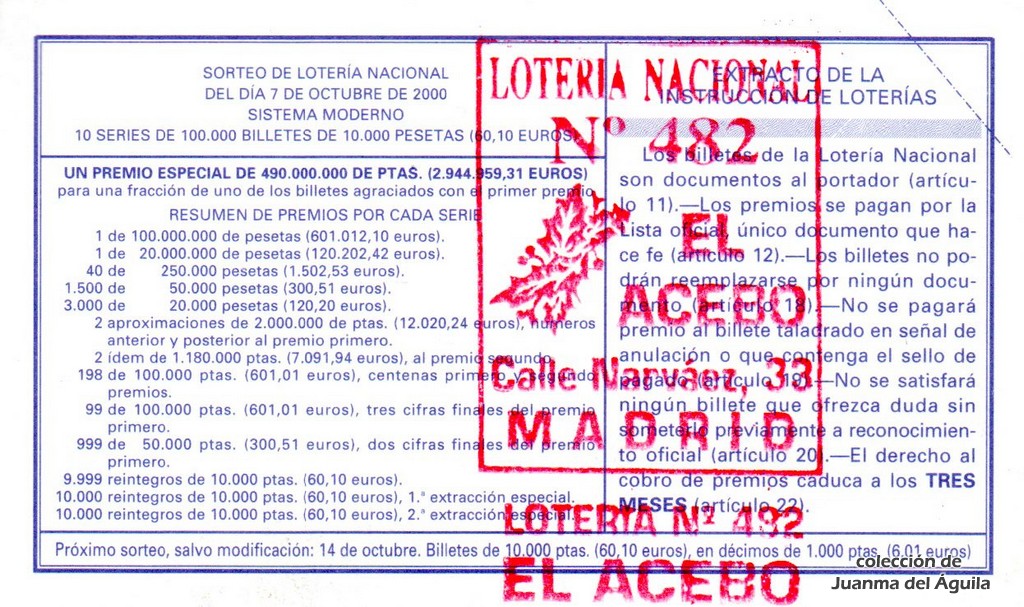 SORTEO DE LOTERÍA NACIONAL
DEL DÍA 7 DE OCTUBRE DE 2000
SISTEMA MODERNO
10 SERIES DE 100.000 BILLETES DE 10.000 PESETAS (60,10 EUROS)
UN PREMIO ESPECIAL DE 490.000.000 DE PTAS. (2.944.959,31 EUROS)
para una fracción de uno de los billetes agraciados con el primer premio
RESUMEN DE PREMIOS POR CADA SERIE
1 de 100.000.000 de pesetas (601.012,10 euros).
1 de 20.000.000 de pesetas (120.202,42 euros).
40 de 250.000 pesetas (1.502,53 euros).
1.500 de 50.000 pesetas (300,51 euros).
3.000 de 20.000 pesetas (120,20 euros).
2 aproximaciones de 2.000.000 de ptas. (12.020,24 euros), números
anterior y posterior al premio primero.
2 ídem de 1.180.000 ptas. (7.091,94 euros), al premio segundo.
198 de 100.000 ptas. (601,01 euros), centenas primero y segundo
premios.
99 de 100.000 ptas. (601,01 euros), tres cifras finales del premio
primero.
999 de 50.000 ptas. (300,51 euros), dos cifras finales del premio
primero.
9.999 reintegros de 10.000 ptas. (60,10 euros).
10.000 reintegros de 10.000 ptas. (60,10 euros), 1.ª extracción especial.
10.000 reintegros de 10.000 ptas. (60,10 euros), 2.ª extracción especial.
EXTRACTO DE LA
INSTRUCCIÓN DE LOTERÍAS
Los billetes de la Lotería Nacional
son documentos al portador (artícu-
lo 11).—Los premios se pagan por la
Lista oficial, único documento que ha-
ce fe (artículo 12).—Los billetes no po-
drán reemplazarse por ningún docu-
mento (artículo 18).—No se pagará
premio al billete taladrado en señal de
anulación o que contenga el sello de
pagado (artículo 19).—No se satisfará
ningún billete que ofrezca duda sin
someterlo previamente a reconocimien-
to oficial (artículo 20).—El derecho al
cobro de premios caduca a los TRES
MESES (artículo 22).
Próximo sorteo, salvo modificación: 14 de octubre. Billetes de 10.000 ptas. (60,10 euros), en décimos de 1.000 ptas. (6,01 euros)
LOTERIA NACIONAL
Nº 482
EL
ACEBO
Calle Narváez, 33
MADRID
LOTERIA Nº 482
EL ACEBO
colección de
Juanma del Águila